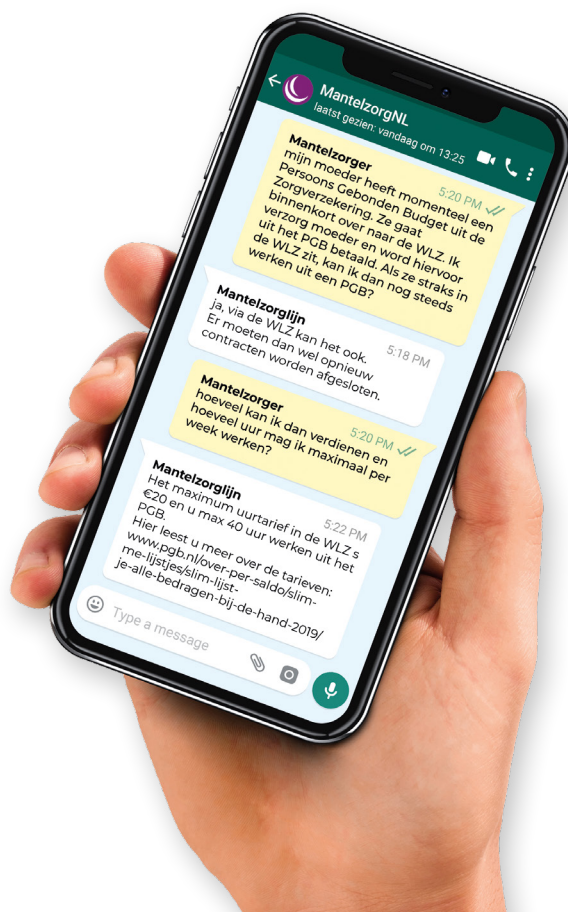 MantelzorgNL
laatst gezien: vandaag om 13:25
Mantelzorger
5:20 PM
mijn moeder heeft momenteel een
Persoons Gebonden Budget uit de
Zorgverzekering. Ze gaat
binnenkort over naar de WLZ. Ik
verzorg moeder en word hiervoor
uit het PGB betaald. Als ze straks in
de WLZ zit, kan ik dan nog steeds
werken uit een PGB?
Mantelzorglijn
5:18 PM
ja, via de WLZ kan het ook.
Er moeten dan wel opnieuw
contracten worden afgesloten.
Mantelzorger
5:20 PM
hoeveel kan ik dan verdienen en
hoeveel uur mag ik maximaal per
week werken?
Mantelzorglijn
5:22 PM
Het maximum uurtarief in de WLZ s
€20 en u max 40 uur werken uit het
PGB.
Hier leest u meer over de tarieven:
www.pgb.nl/over-per-saldo/slim-
me-lijstjes/slim-lijst-
je-alle-bedragen-bij-de-hand-2019/
Type a message